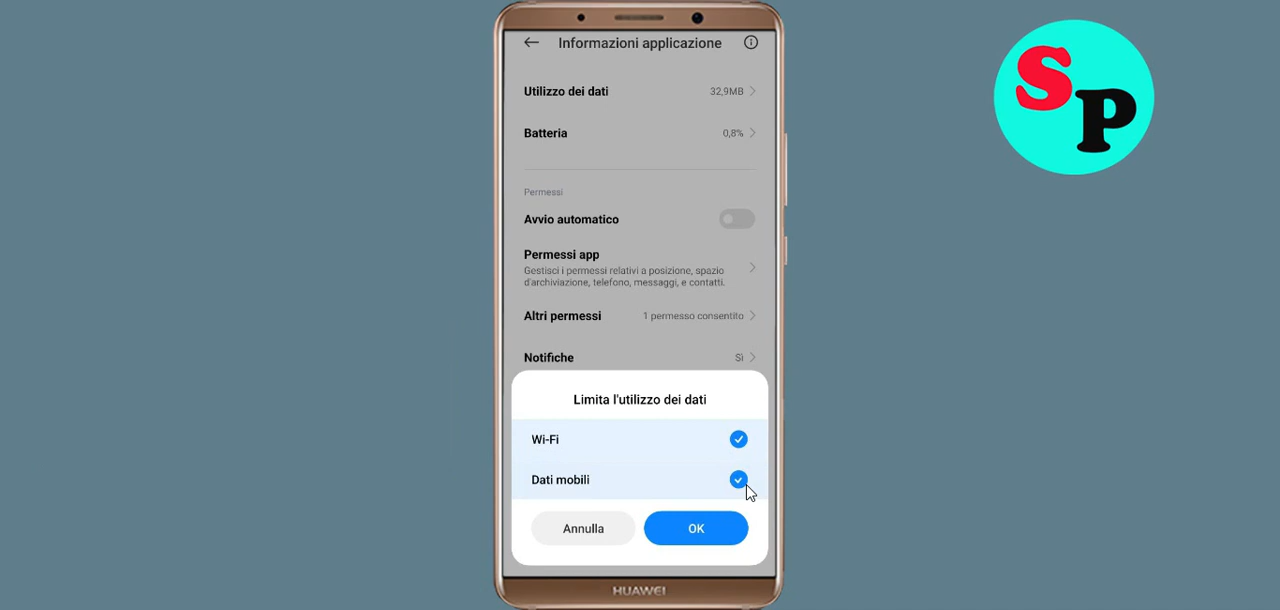 Informazioni applicazione
Utilizzo dei dati 32,9MB
Batteria 0,8%
Permessi
Avvio automatico
Permessi app
Gestisci i permessi relativi a posizione, spazio
d'archiviazione, telefono, messaggi, e contatti.
Altri permessi 1 permesso consentito
Notifiche Sì
Limita l'utilizzo dei dati
Wi-Fi
Dati mobili
Annulla OK
HUAWEI
SP